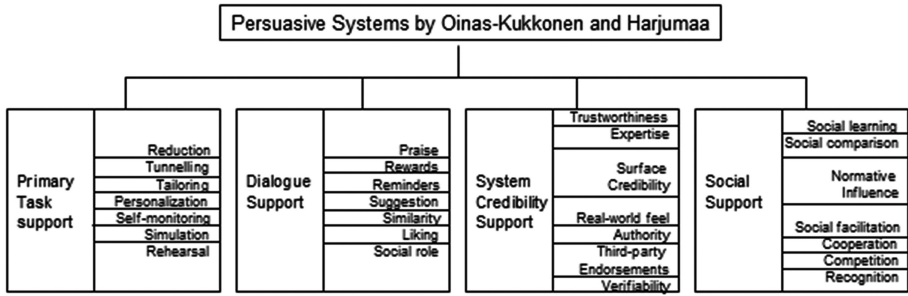 Persuasive Systems by Oinas-Kukkonen and Harjumaa
Primary
Task
support
Reduction
Tunnelling
Tailoring
Personalization
Self-monitoring
Simulation
Rehearsal
Dialogue
Support
Praise
Rewards
Reminders
Suggestion
Similarity
Liking
Social role
System
Credibility
Support
Trustworthiness
Expertise
Surface
Credibility
Real-world feel
Authority
Third-party
Endorsements
Verifiability
Social
Support
Social learning
Social comparison
Normative
Influence
Social facilitation
Cooperation
Competition
Recognition